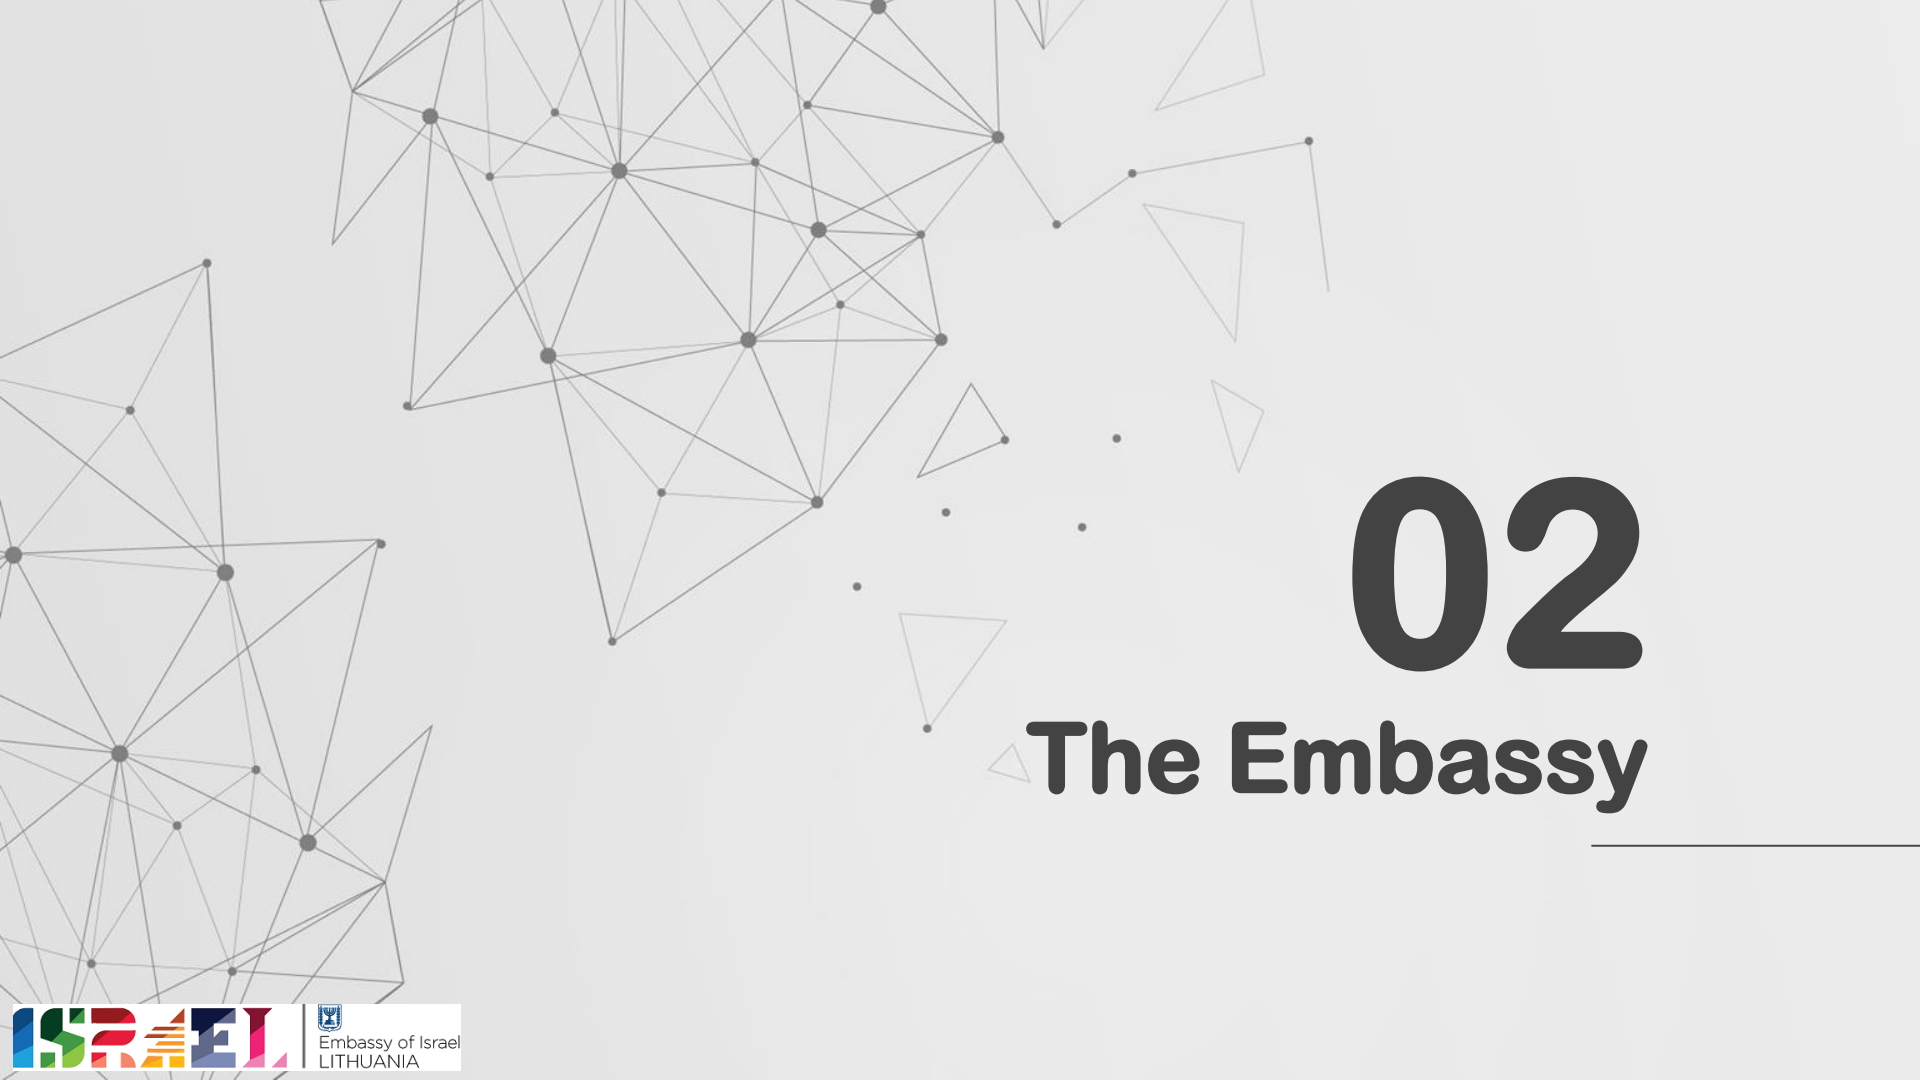 02
The Embassy
ISRAEL
Embassy of Israel
LITHUANIA